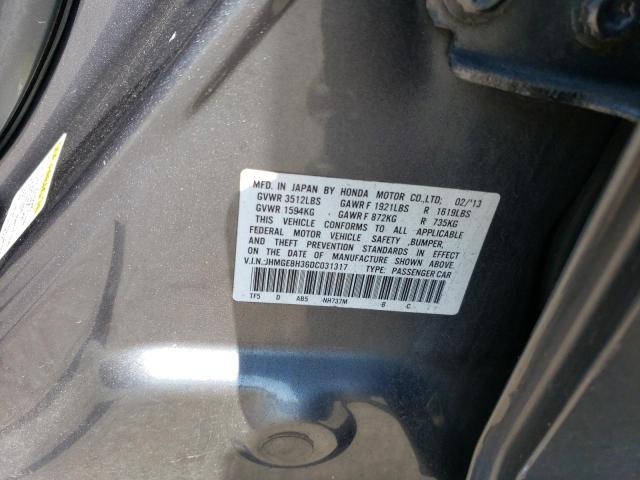 MFD. IN JAPAN BY HONDA MOTOR CO.,LTD; 02/'13
GVWR 3512LBS GAWR F 1921LBS R 1619LBS
GVWR 1594KG GAWR F 872KG R 735KG
THIS VEHICLE CONFORMS TO ALL APPLICABLE
FEDERAL MOTOR VEHICLE SAFETY ,BUMPER,
AND THEFT PREVENTION STANDARDS IN EFFECT
ON THE DATE OF MANUFACTURE SHOWN ABOVE.
V.I.N.:JHMGE8H36DC031317 TYPE: PASSENGER CAR
TF5 D AB5 NH737M B C